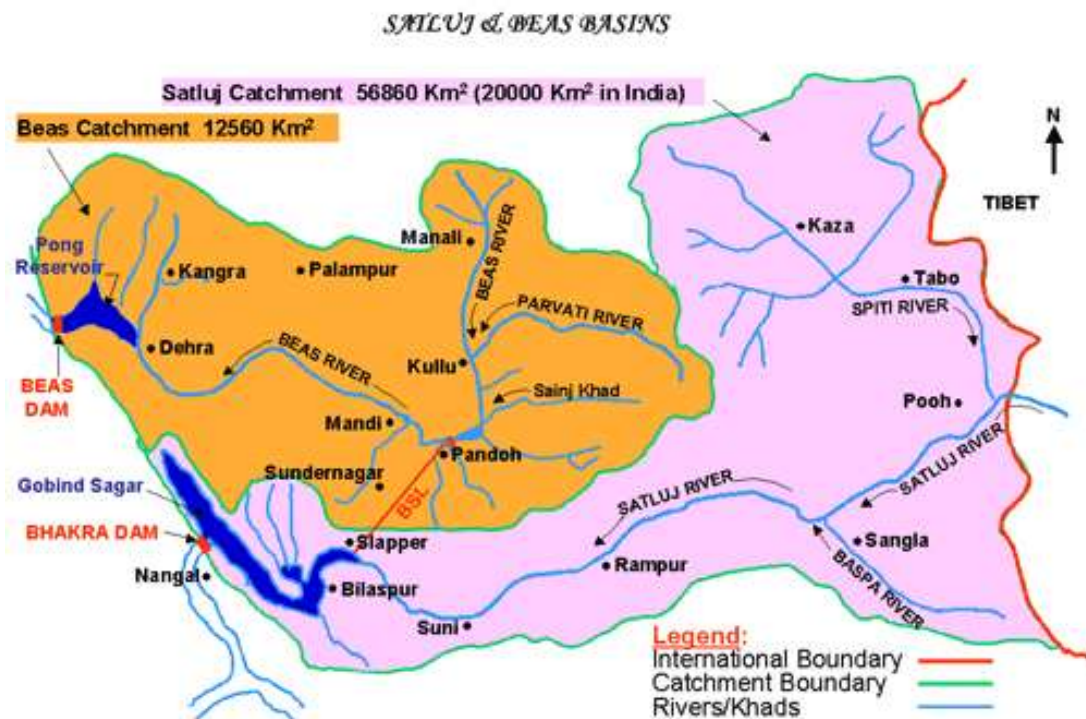 SATLUJ & BEAS BASINS
Satluj Catchment 56860 Km² (20000 Km² in India)
Beas Catchment 12560 Km²
N
TIBET
Manali
Kaza
Pong
Reservoir
Kangra
Palampur
BEAS RIVER
Tabo
PARVATI RIVER
SPITI RIVER
Dehra
BEAS RIVER
Kullu
BEAS
DAM
Sainj Khad
Pooh
Mandi
Pandoh
SATLUJ RIVER
Sundernagar
BSL
Gobind Sagar
SATLUJ RIVER
BHAKRA DAM
Slapper
Sangla
Nangal
Bilaspur
Rampur
BASPA RIVER
Suni
Legend:
International Boundary
Catchment Boundary
Rivers/Khads